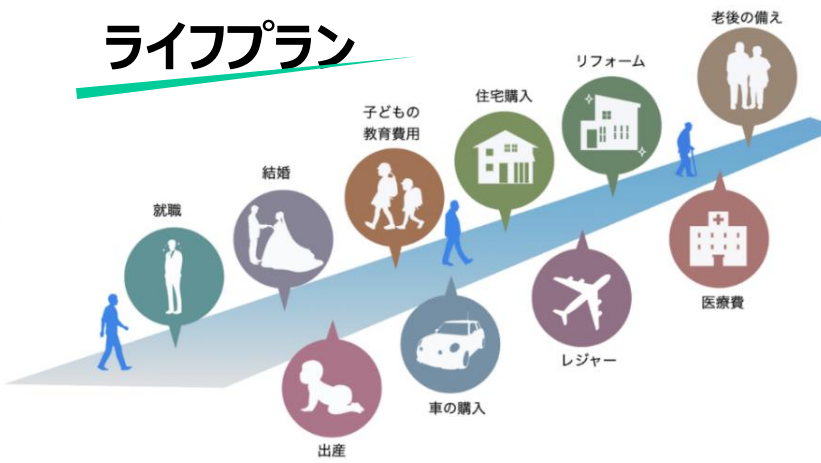 ライフプラン
就職
結婚
子どもの
教育費用
住宅購入
リフォーム
老後の備え
出産
車の購入
レジャー
医療費